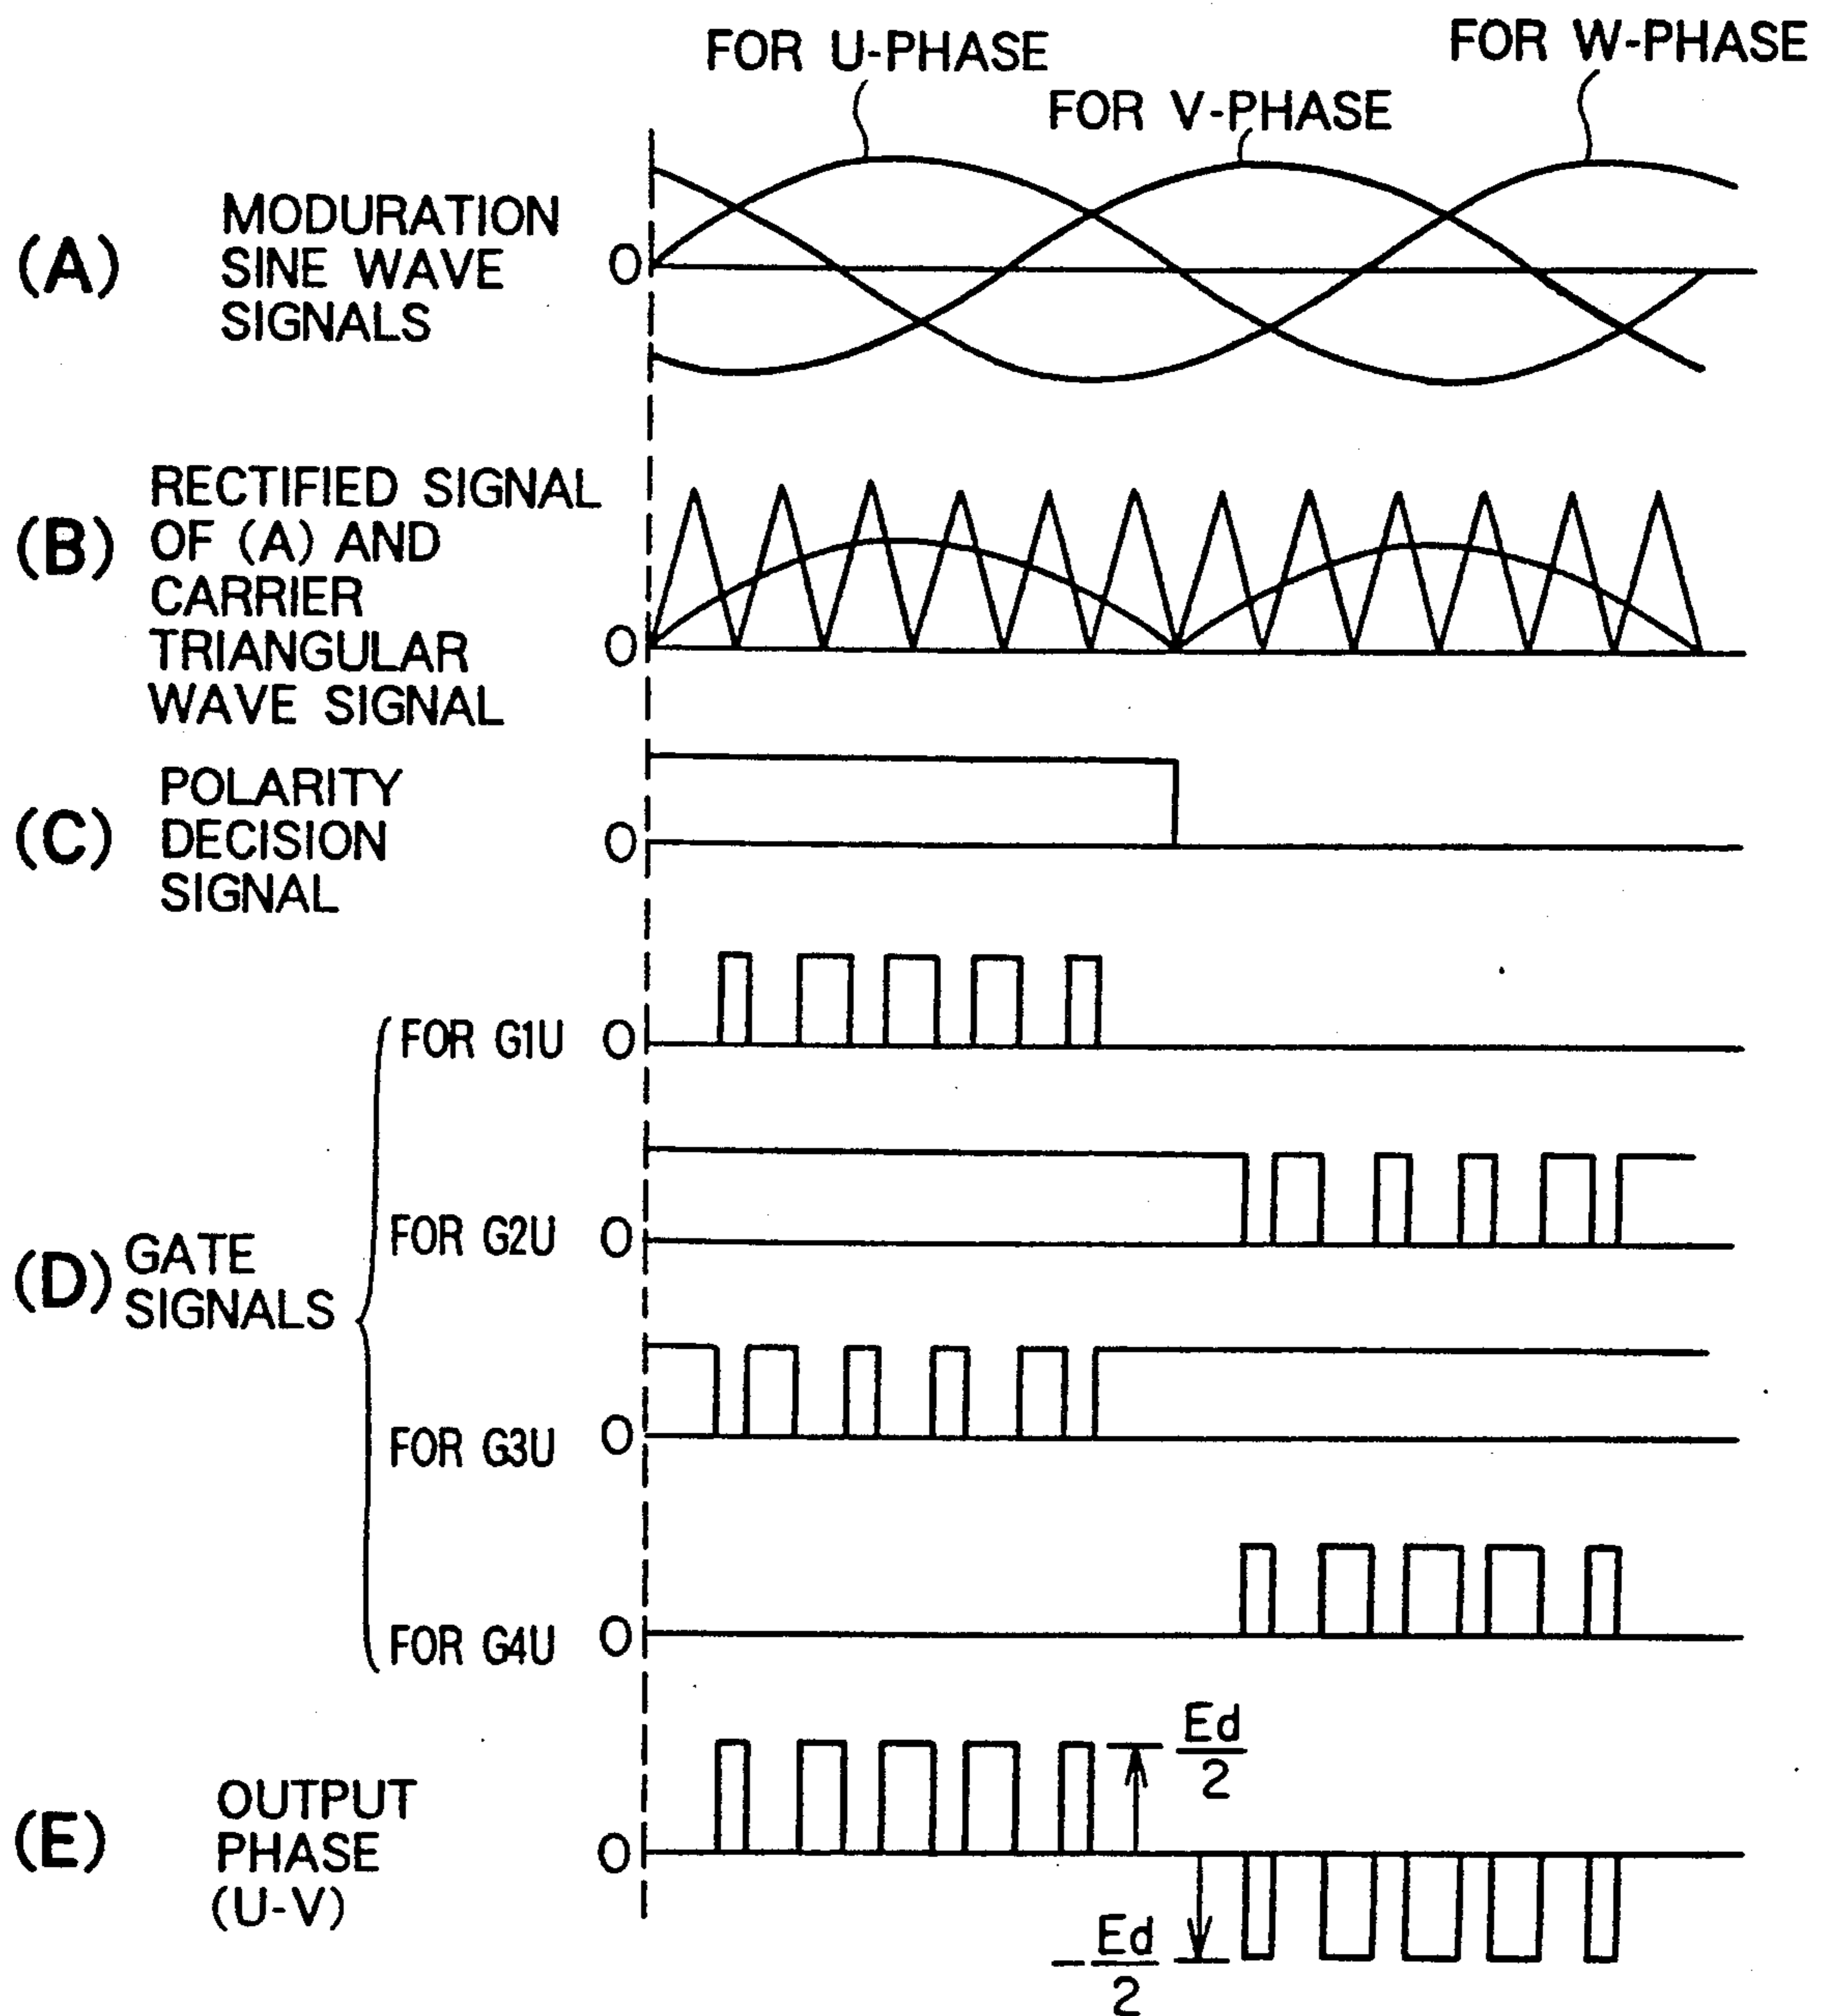 FOR U-PHASE
FOR V-PHASE
FOR W-PHASE
(A)
MODURATION
SINE WAVE
SIGNALS
O
(B)
RECTIFIED SIGNAL
OF (A) AND
CARRIER
TRIANGULAR
WAVE SIGNAL
O
(C)
POLARITY
DECISION
SIGNAL
O
(D)
GATE
SIGNALS
FOR G1U
O
FOR G2U
O
FOR G3U
O
FOR G4U
O
(E)
OUTPUT
PHASE
(U-V)
O
Ed
2
-Ed
2